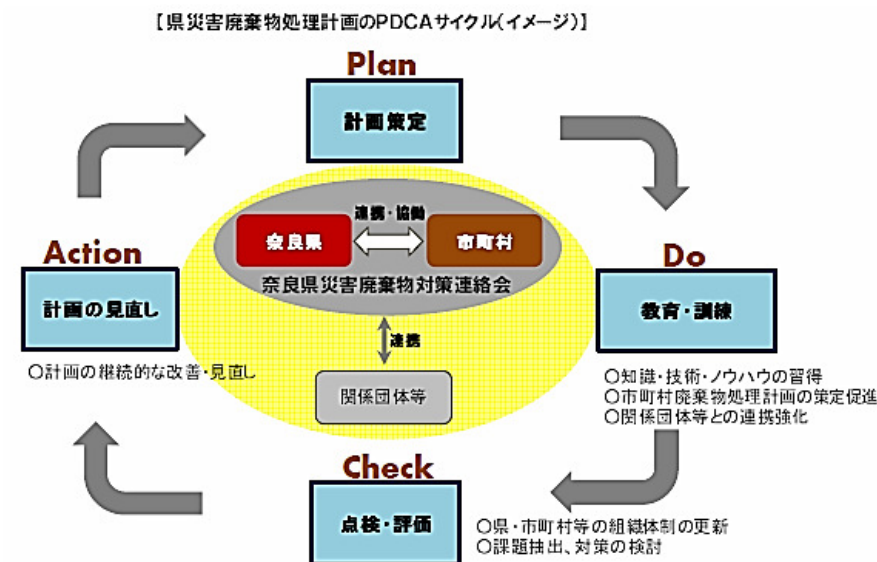 【県災害廃棄物処理計画のPDCAサイクル(イメージ)】
Plan
計画策定
連携・協働
奈良県
市町村
奈良県災害廃棄物対策連絡会
Action
計画の見直し
○計画の継続的な改善・見直し
Do
教育・訓練
○知識・技術・ノウハウの習得
○市町村廃棄物処理計画の策定促進
○関係団体等との連携強化
連携
関係団体等
Check
点検・評価
○県・市町村等の組織体制の更新
○課題抽出、対策の検討